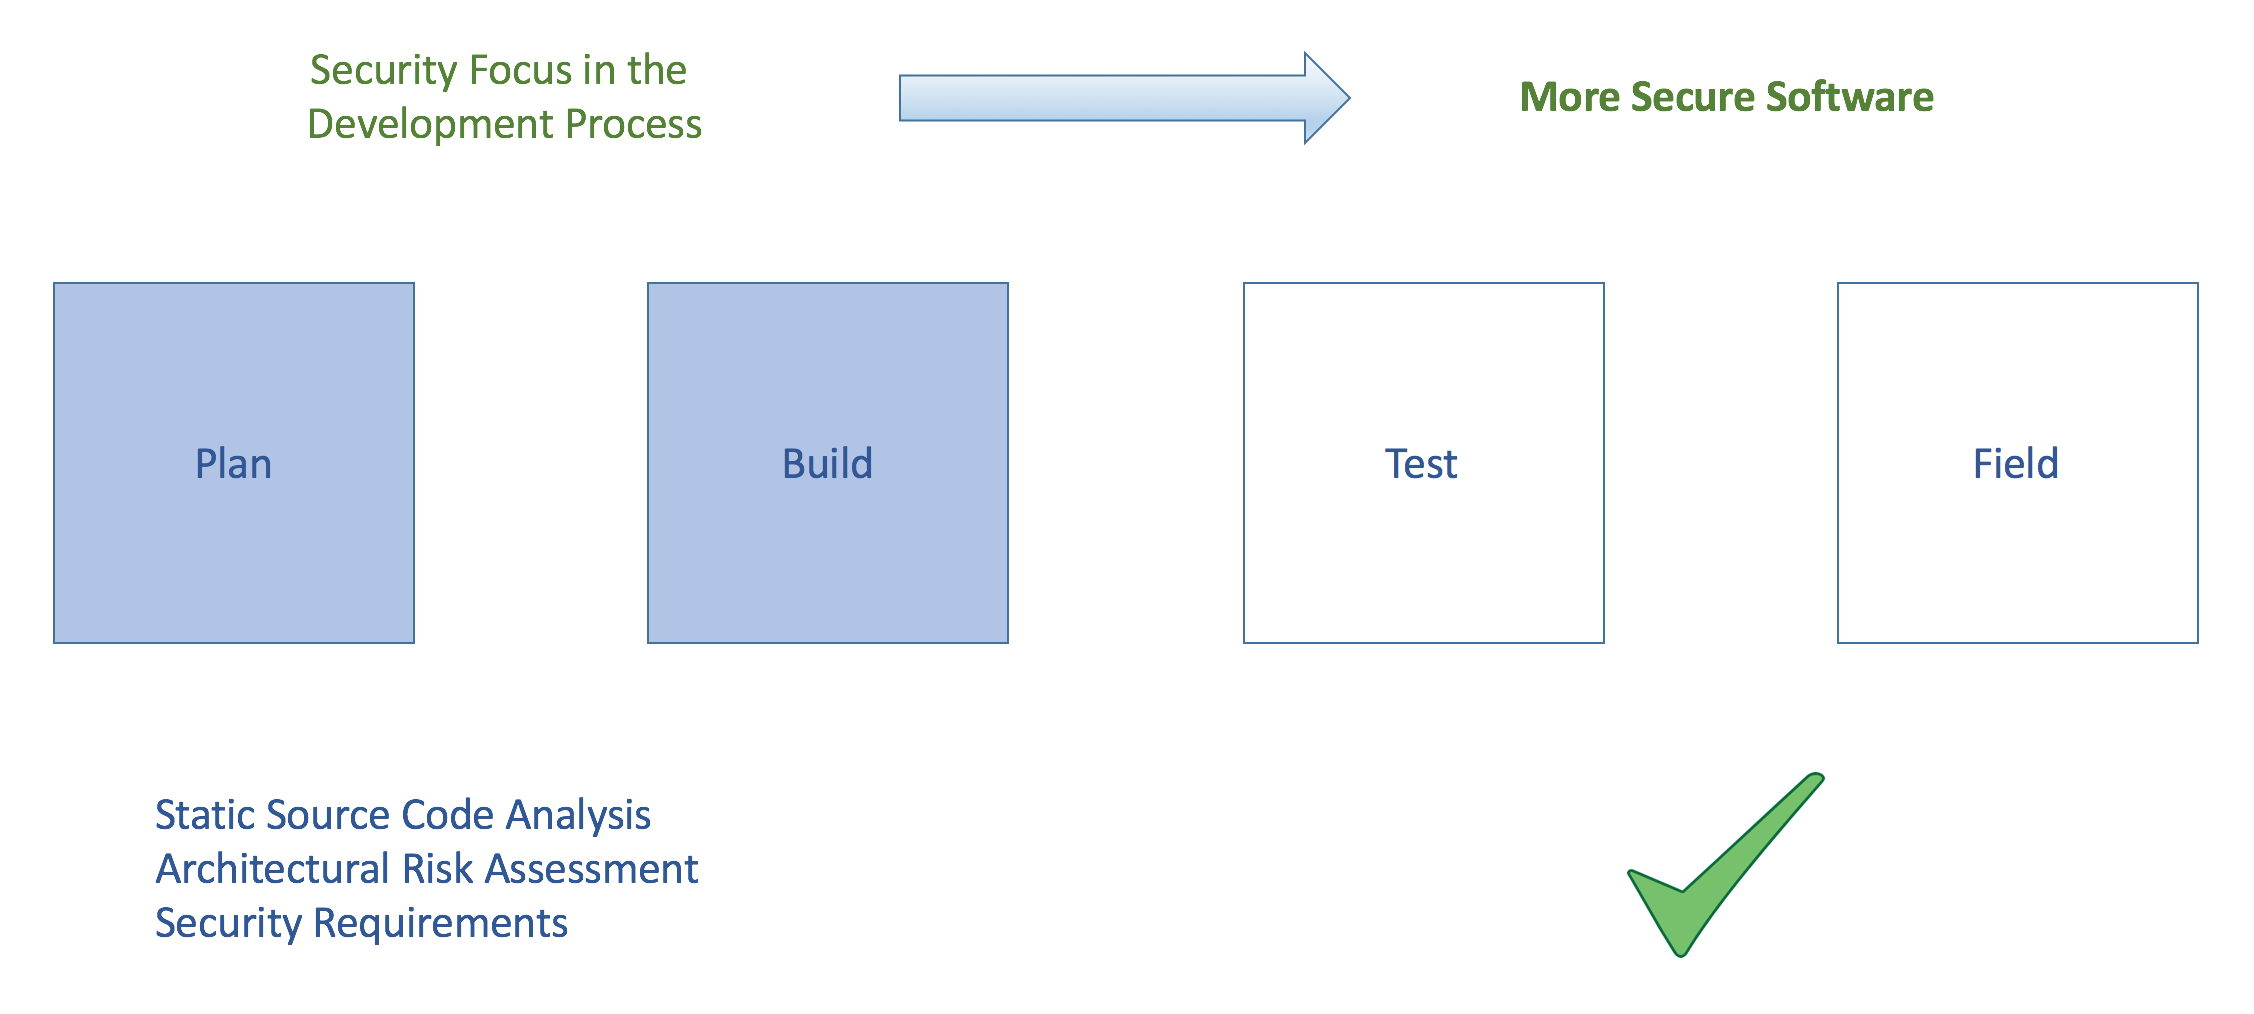 Security Focus in the
Development Process
More Secure Software
Plan
Build
Test
Field
Static Source Code Analysis
Architectural Risk Assessment
Security Requirements